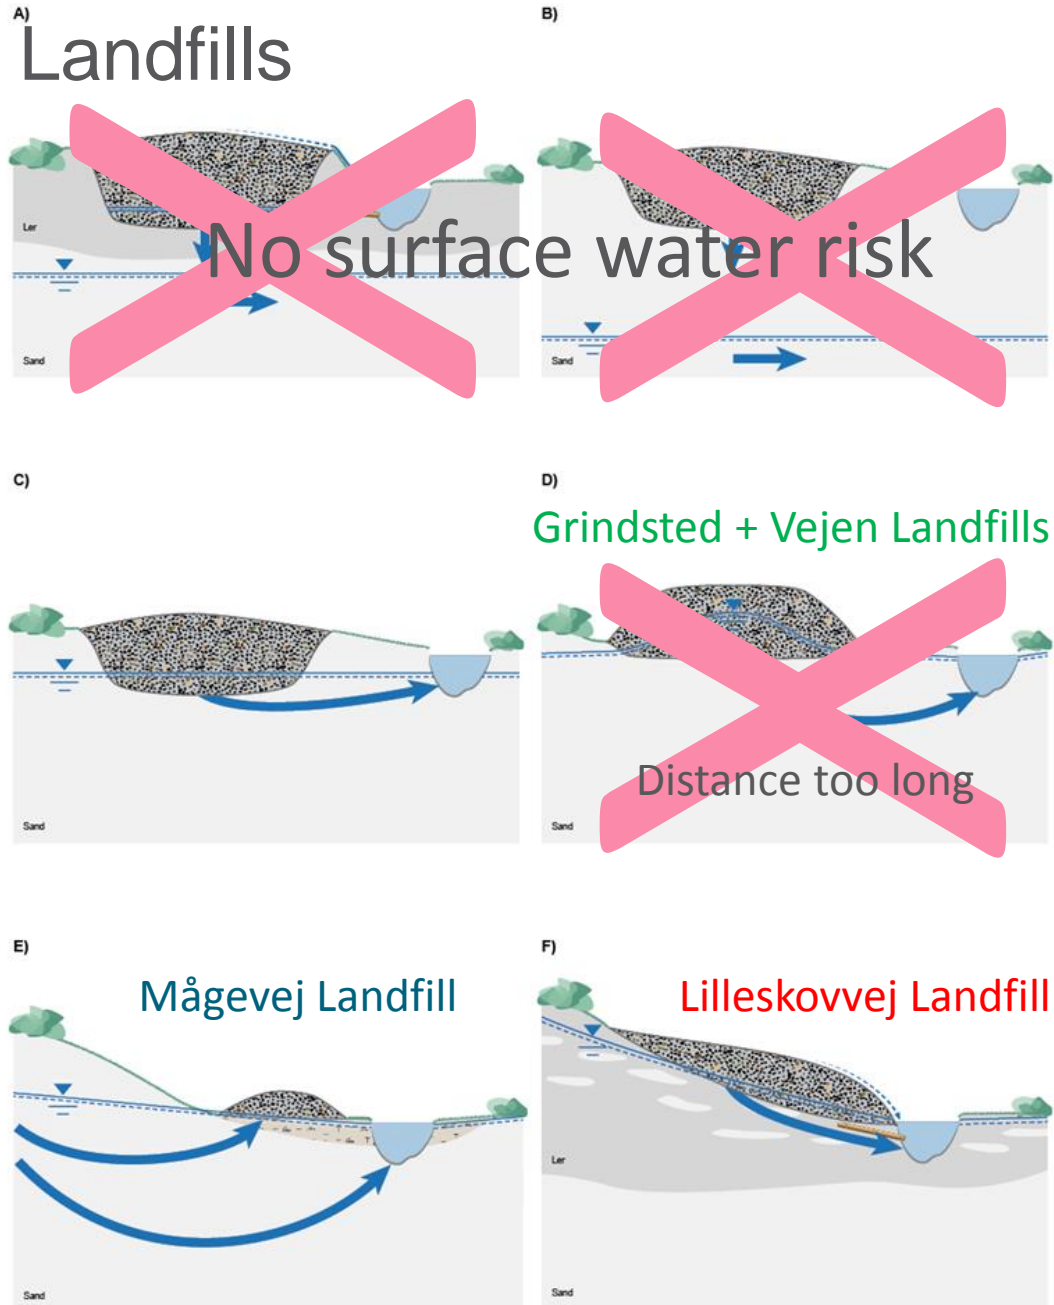 A)
B)
Landfills
Ler
No surface water risk
Sand
Sand
C)
D)
Grindsted + Vejen Landfills
Distance too long
Sand
Sand
E)
F)
Mågevej Landfill
Lilleskovvej Landfill
Ler
Sand
Sand